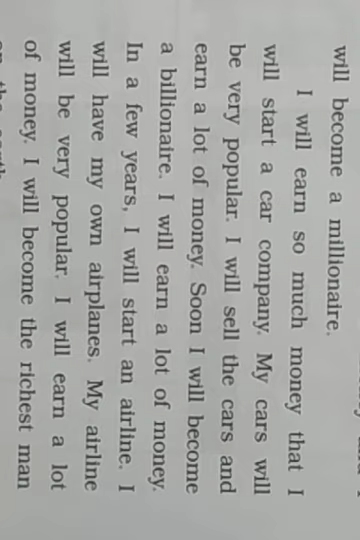 will become a millionaire.
I will earn so much money that I
will start a car company. My cars will
be very popular. I will sell the cars and
earn a lot of money. Soon I will become
a billionaire. I will earn a lot of money.
In a few years, I will start an airline. I
will have my own airplanes. My airline
will be very popular. I will earn a lot
of money. I will become the richest man